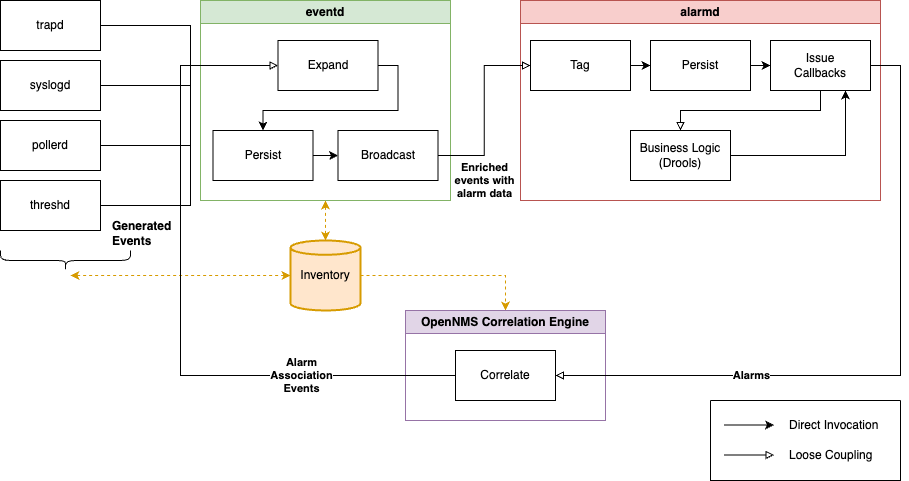 trapd
syslogd
pollerd
threshd
Generated
Events
eventd
Expand
Persist
Broadcast
Enriched
events with
alarm data
alarmd
Tag
Persist
Issue
Callbacks
Business Logic
(Drools)
Inventory
OpenNMS Correlation Engine
Correlate
Alarm
Association
Events
Alarms
Direct Invocation
Loose Coupling